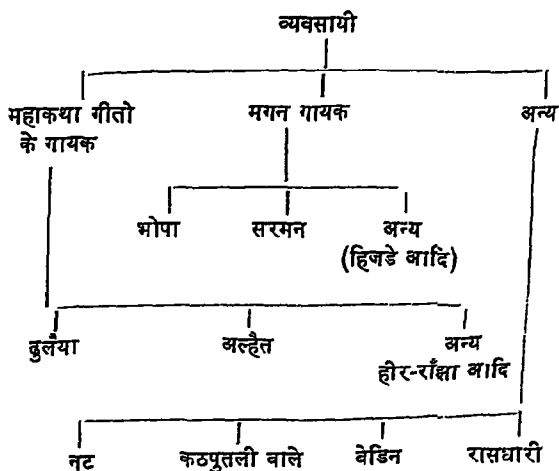 व्यवसायी
महाकथा गीतो
के गायक
मगन गायक
अन्य
भोपा
सरमन
अन्य
(हिजडे आदि)
ढुलैया
अल्हैत
अन्य
हीर-राँझा आदि
नट
कठपुतली वाले
वेडिन
रासधारी